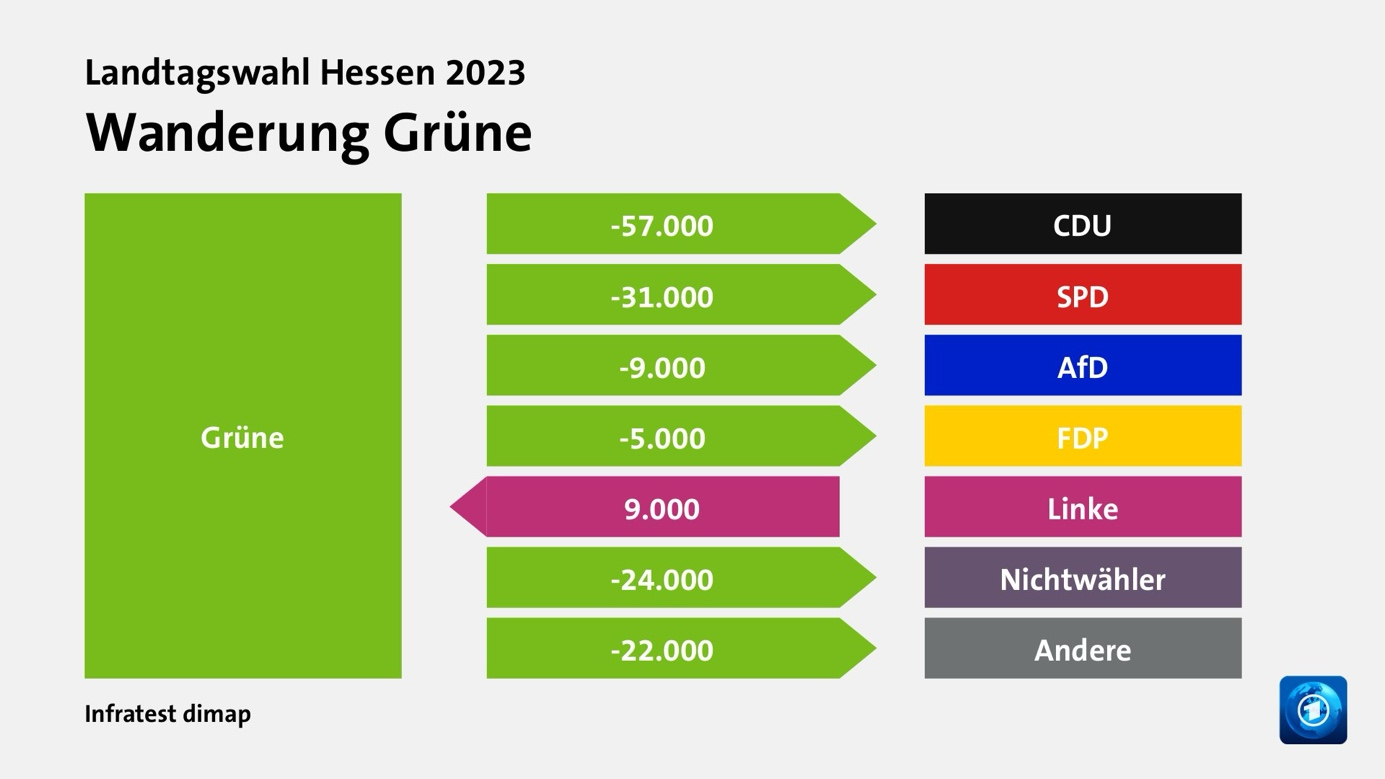 Landtagswahl Hessen 2023
Wanderung Grüne
Grüne
-57.000 CDU
-31.000 SPD
-9.000 AfD
-5.000 FDP
9.000 Linke
-24.000 Nichtwähler
-22.000 Andere
Infratest dimap
1